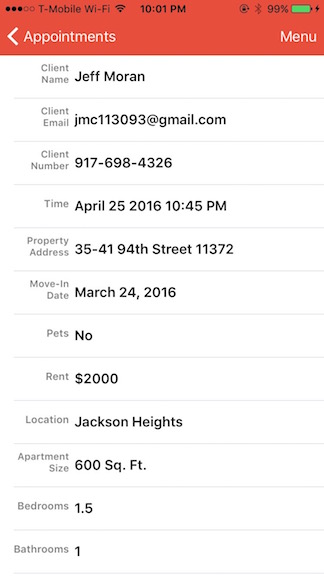 T-Mobile Wi-Fi 10:01 PM 99%
Appointments Menu
Client
Name Jeff Moran
Client
Email jmc113093@gmail.com
Client
Number 917-698-4326
Time April 25 2016 10:45 PM
Property
Address 35-41 94th Street 11372
Move-In
Date March 24, 2016
Pets No
Rent $2000
Location Jackson Heights
Apartment
Size 600 Sq. Ft.
Bedrooms 1.5
Bathrooms 1